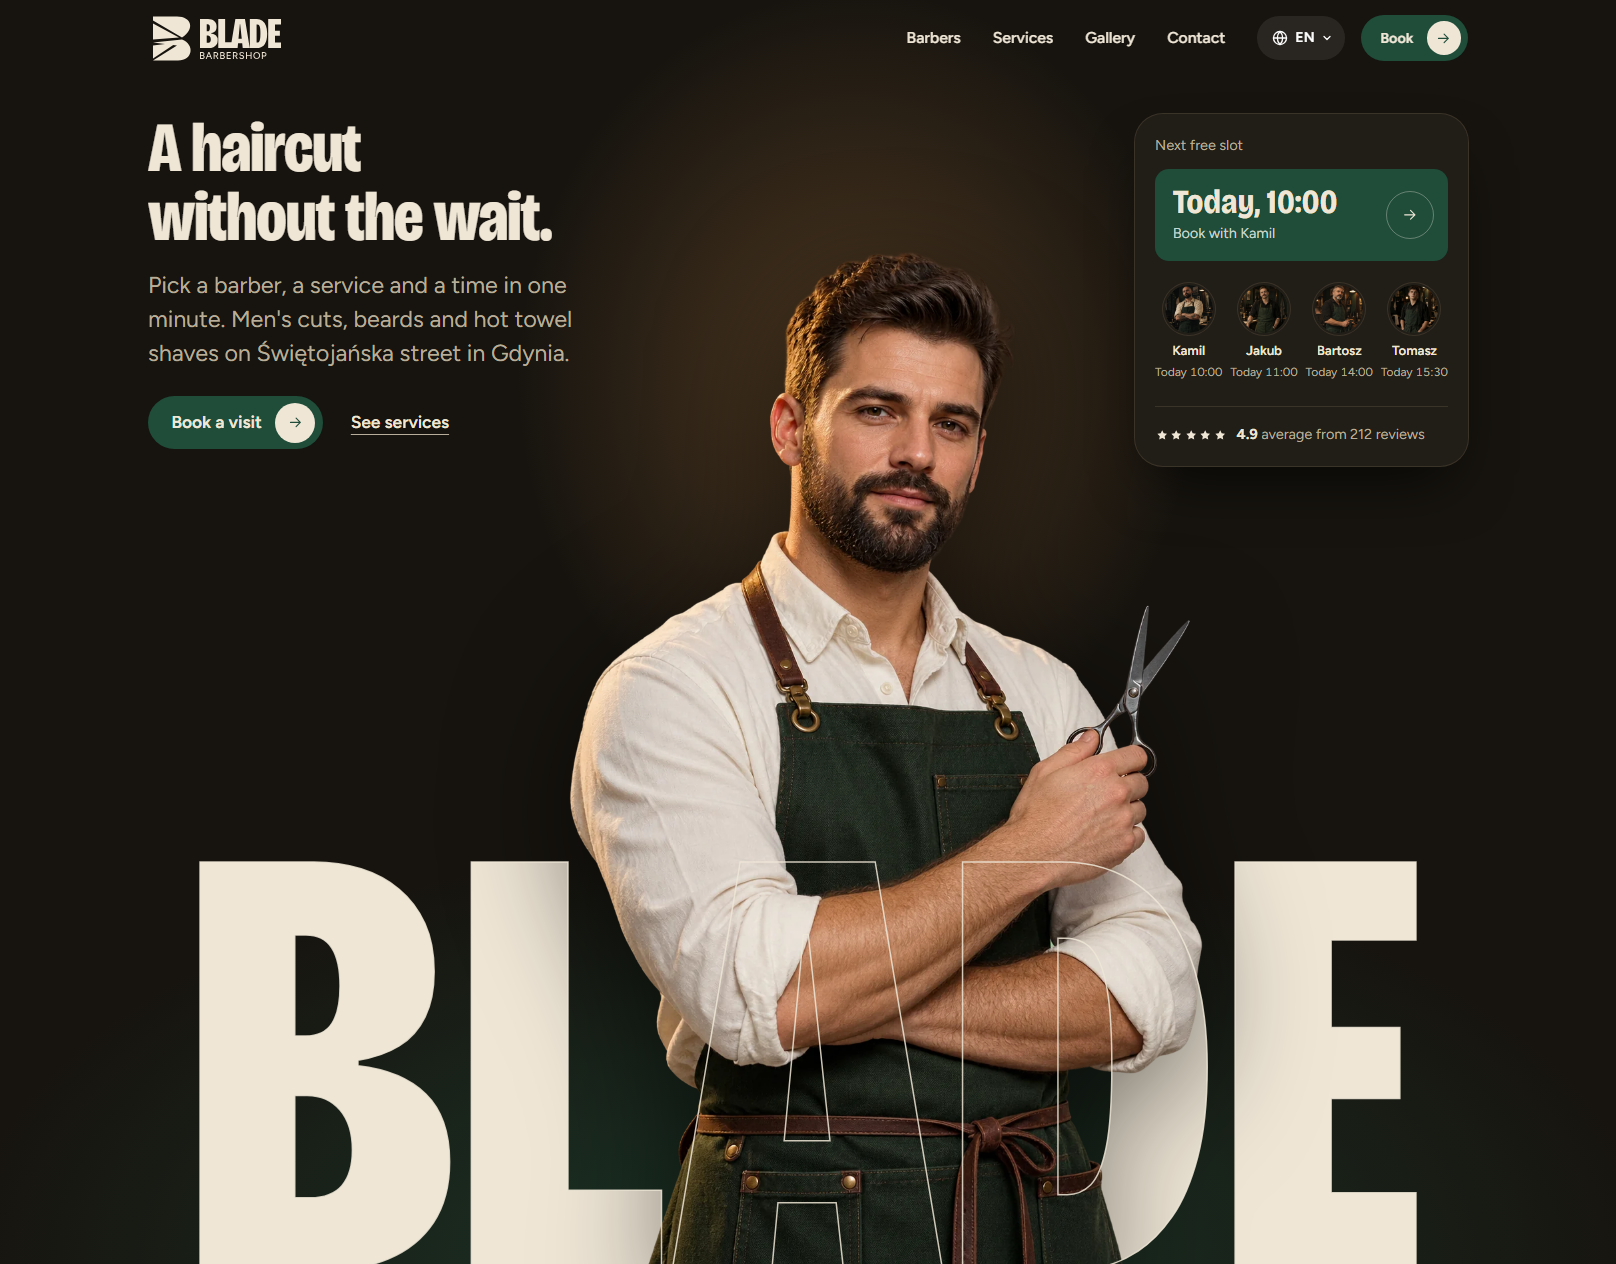 BLADE
BARBERSHOP
Barbers
Services
Gallery
Contact
EN
Book
A haircut
without the wait.
Pick a barber, a service and a time in one
minute. Men's cuts, beards and hot towel
shaves on Świętojańska street in Gdynia.
Book a visit
See services
Next free slot
Today, 10:00
Book with Kamil
Kamil
Jakub
Bartosz
Tomasz
Today 10:00
Today 11:00
Today 14:00
Today 15:30
4.9 average from 212 reviews
BLADE